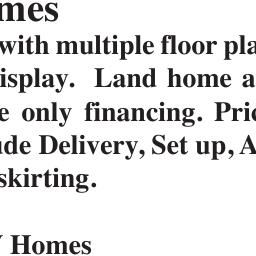 mes
with multiple floor pla
isplay. Land home a
e only financing. Pric
ude Delivery, Set up, A
skirting.
Homes